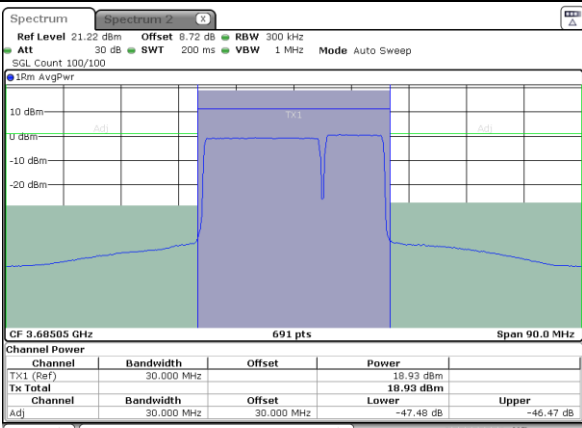 Spectrum Spectrum 2 X
Ref Level 21.22 dBm Offset 8.72 dB RBW 300 kHz
Att 30 dB SWT 200 ms VBW 1 MHz Mode Auto Sweep
SGL Count 100/100
1Rm AvgPwr
10 dBm
TX1
Adj Adj
0 dBm
-10 dBm
-20 dBm
CF 3.68505 GHz 691 pts Span 90.0 MHz
Channel Power
Channel Bandwidth Offset Power
TX1 (Ref) 30.000 MHz 18.93 dBm
Tx Total 18.93 dBm
Channel Bandwidth Offset Lower Upper
Adj 30.000 MHz 30.000 MHz -47.48 dB -46.47 dB